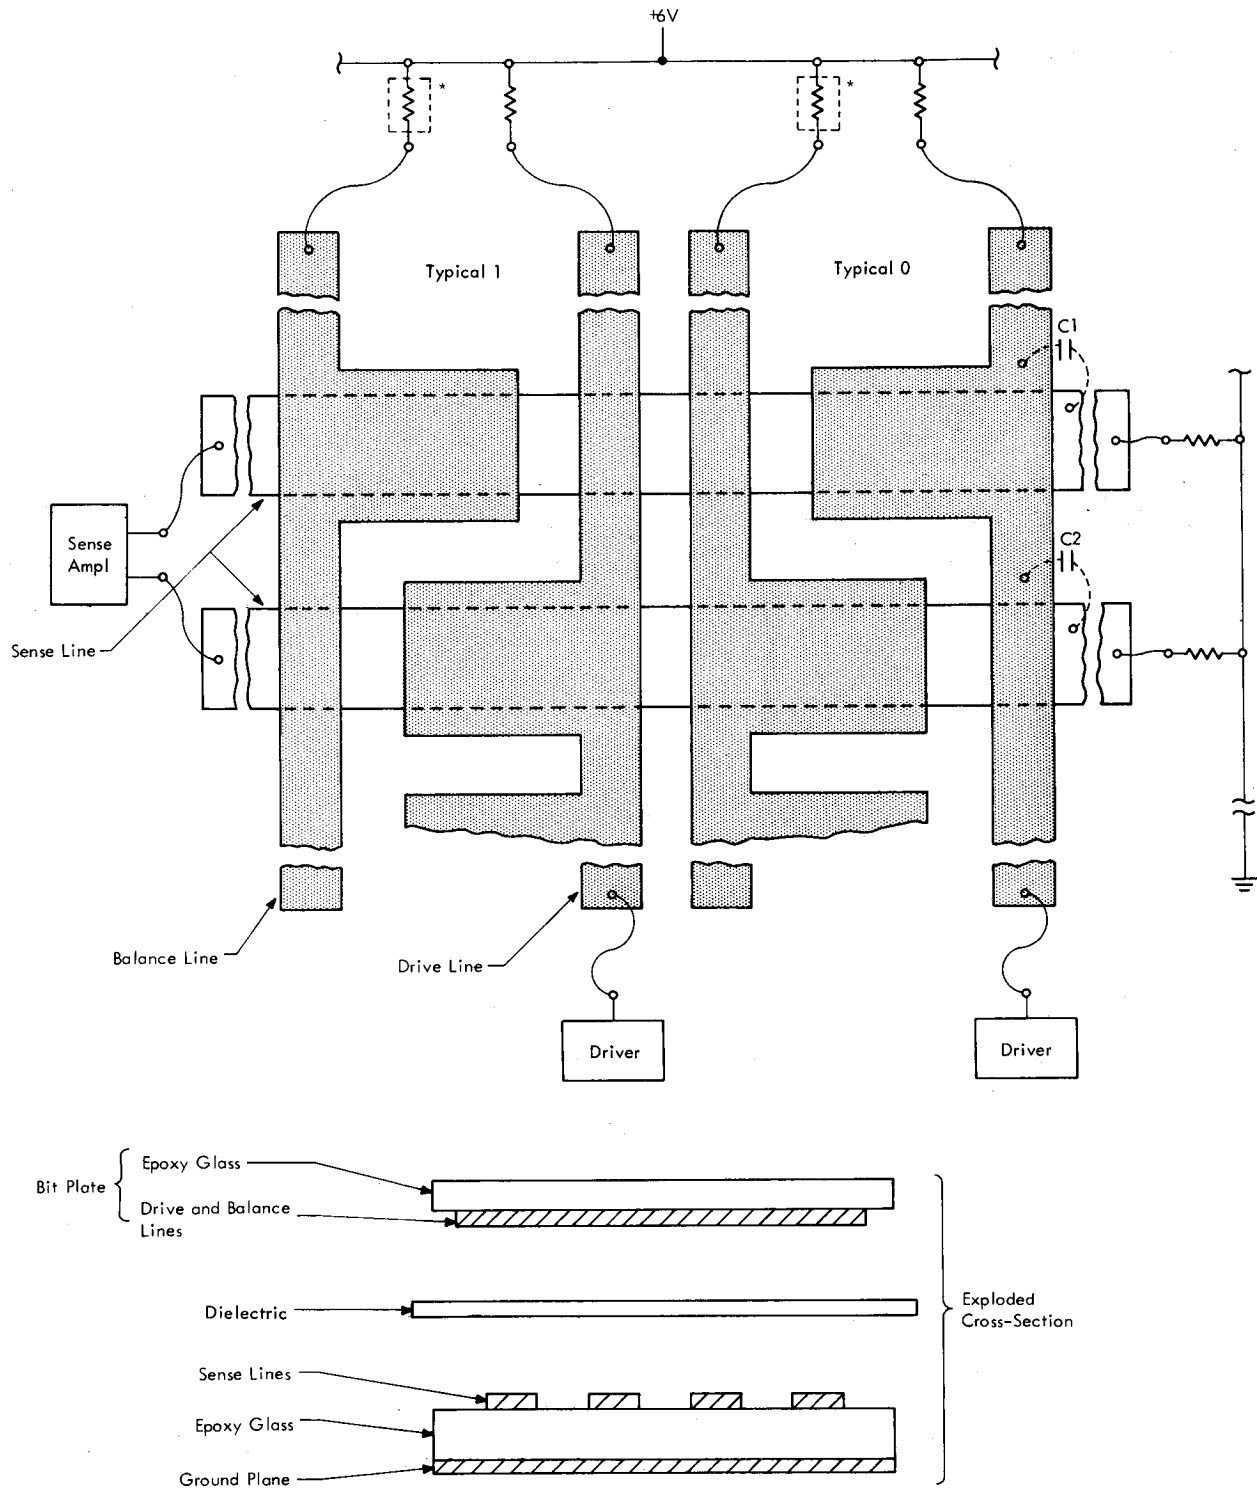 +6V
*
*
Typical 1
Typical 0
C1
C2
Sense
Ampl
Sense Line
Balance Line
Drive Line
Driver
Driver
Bit Plate
Epoxy Glass
Drive and Balance
Lines
Dielectric
Exploded
Cross-Section
Sense Lines
Epoxy Glass
Ground Plane